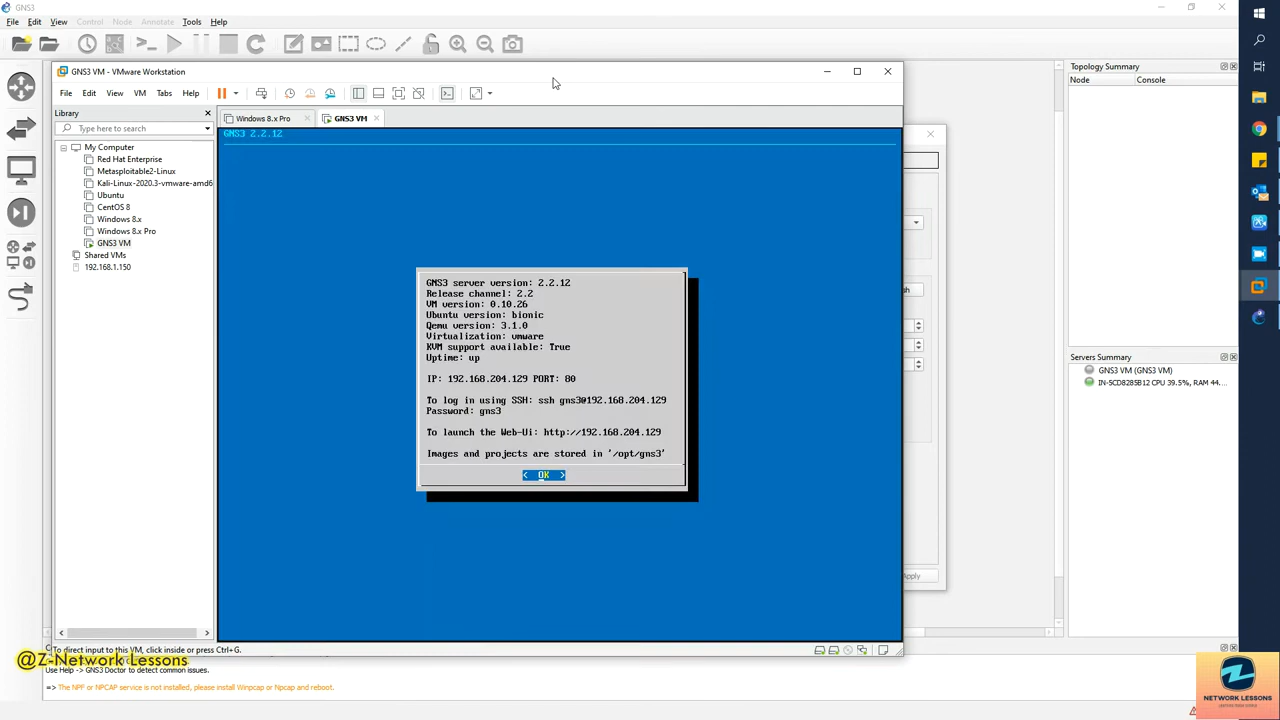 GNS3
File Edit View Control Node Annotate Tools Help
GNS3 VM - VMware Workstation
File Edit View VM Tabs Help
Library
Type here to search
My Computer
Red Hat Enterprise
Metasploitable2-Linux
Kali-Linux-2020.3-vmware-amd6
Ubuntu
CentOS 8
Windows 8.x
Windows 8.x Pro
GNS3 VM
Shared VMs
192.168.1.150
Windows 8.x Pro
GNS3 VM
GNS3 2.2.12
GNS3 server version: 2.2.12
Release channel: 2.2
VM version: 0.10.26
Ubuntu version: bionic
Qemu version: 3.1.0
Virtualization: vmware
KVM support available: True
Uptime: up
IP: 192.168.204.129 PORT: 80
To log in using SSH: ssh gns3@192.168.204.129
Password: gns3
To launch the Web-Ui: http://192.168.204.129
Images and projects are stored in '/opt/gns3'
< OK >
To direct input to this VM, click inside or press Ctrl+G.
@Z-Network Lessons
Use Help -> GNS3 Doctor to detect common issues.
=> The NPF or NPCAP service is not installed, please install Winpcap or Npcap and reboot.
Topology Summary
Node Console
Servers Summary
GNS3 VM (GNS3 VM)
IN-5CD8285B12 CPU 39.5%, RAM 44....
Apply
NETWORK LESSONS